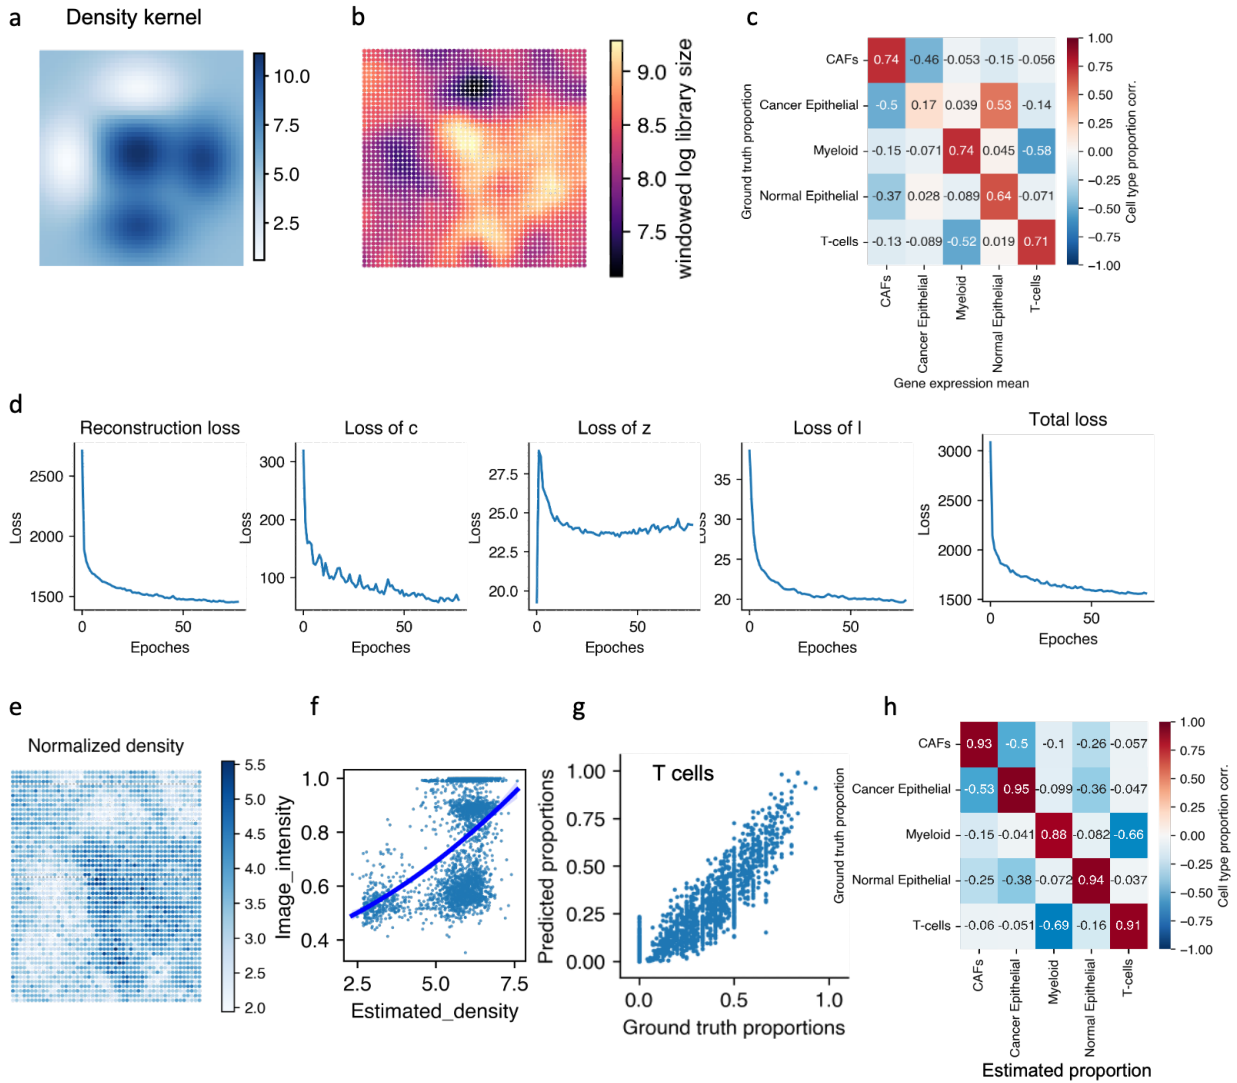 a
Density kernel
10.0
7.5
5.0
2.5
b
9.0
8.5
8.0
7.5
windowed log library size
c
Ground truth proportion
CAFs
0.74 -0.46 -0.053 -0.15 -0.056
Cancer Epithelial
-0.5 0.17 0.039 0.53 -0.14
Myeloid
-0.15 -0.071 0.74 0.045 -0.58
Normal Epithelial
-0.37 0.028 -0.089 0.64 -0.071
T-cells
-0.13 -0.089 -0.52 0.019 0.71
CAFs
Cancer Epithelial
Myeloid
Normal Epithelial
T-cells
Gene expression mean
1.00
0.75
0.50
0.25
0.00
−0.25
−0.50
−0.75
−1.00
Cell type proportion corr.
d
Reconstruction loss
Loss
2500
2000
1500
0 50
Epoches
Loss of c
Loss
300
200
100
0 50
Epoches
Loss of z
Loss
27.5
25.0
22.5
20.0
0 50
Epoches
Loss of l
Loss
35
30
25
20
0 50
Epoches
Total loss
Loss
3000
2500
2000
1500
0 50
Epoches
e
Normalized density
5.5
5.0
4.5
4.0
3.5
3.0
2.5
2.0
f
Image_intensity
1.0
0.8
0.6
0.4
2.5 5.0 7.5
Estimated_density
g
T cells
Predicted proportions
1.00
0.75
0.50
0.25
0.00
0.0 0.5 1.0
Ground truth proportions
h
Ground truth proportion
CAFs
0.93 -0.5 -0.1 -0.26 -0.057
Cancer Epithelial
-0.53 0.95 -0.099 -0.36 -0.047
Myeloid
-0.15 -0.041 0.88 -0.082 -0.66
Normal Epithelial
-0.25 -0.38 -0.072 0.94 -0.037
T-cells
-0.06 -0.051 -0.69 -0.16 0.91
CAFs
Cancer Epithelial
Myeloid
Normal Epithelial
T-cells
Estimated proportion
1.00
0.75
0.50
0.25
0.00
−0.25
−0.50
−0.75
−1.00
Cell type proportion corr.